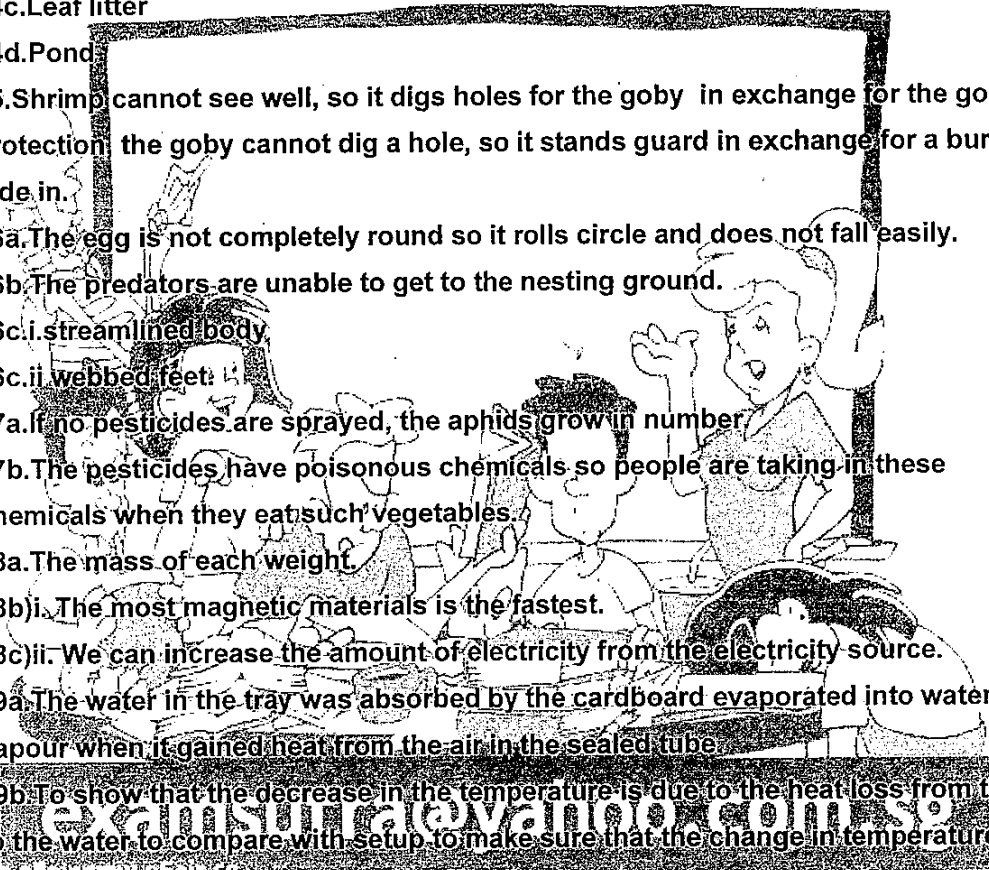 c.Leaf litter
d.Pond
.Shrimp cannot see well, so it digs holes for the goby in exchange for the go
otection, the goby cannot dig a hole, so it stands guard in exchange for a bur
de in.
a.The egg is not completely round so it rolls circle and does not fall easily.
b.The predators are unable to get to the nesting ground.
c.i.streamlined body
c.ii.webbed feet.
a.If no pesticides are sprayed, the aphids grow in number.
b.The pesticides have poisonous chemicals so people are taking in these
hemicals when they eat such vegetables.
a.The mass of each weight.
b)i. The most magnetic materials is the fastest.
c)ii. We can increase the amount of electricity from the electricity source.
9a.The water in the tray was absorbed by the cardboard evaporated into water
apour when it gained heat from the air in the sealed tube.
9b.To show that the decrease in the temperature is due to the heat loss from t
examsutra@yahoo.com.sg
the water to compare with setup to make sure that the change in temperature